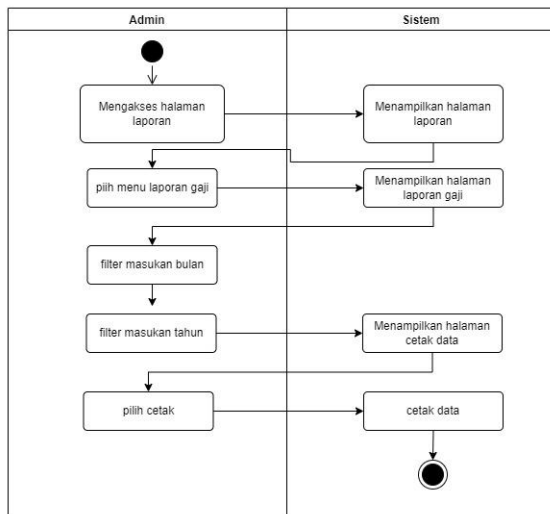 Admin
Sistem
Mengakses halaman
laporan
Menampilkan halaman
laporan
piih menu laporan gaji
Menampilkan halaman
laporan gaji
filter masukan bulan
filter masukan tahun
Menampilkan halaman
cetak data
pilih cetak
cetak data